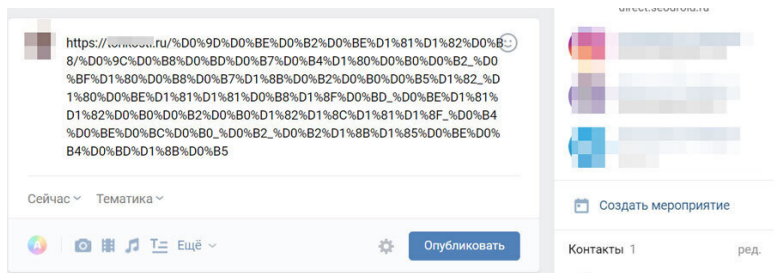 direct.seodroid.ru
https:// .ru/%D0%9D%D0%BE%D0%B2%D0%BE%D1%81%D1%82%D0%B
8/%D0%9C%D0%B8%D0%BD%D0%B7%D0%B4%D1%80%D0%B0%D0%B2_%D0
%BF%D1%80%D0%B8%D0%B7%D1%8B%D0%B2%D0%B0%D0%B5%D1%82_%D
1%80%D0%BE%D1%81%D1%81%D0%B8%D1%8F%D0%BD_%D0%BE%D1%81%
D1%82%D0%B0%D0%B2%D0%B0%D1%82%D1%8C%D1%81%D1%8F_%D0%B4
%D0%BE%D0%BC%D0%B0_%D0%B2_%D0%B2%D1%8B%D1%85%D0%BE%D0%
B4%D0%BD%D1%8B%D0%B5
Сейчас Тематика
Создать мероприятие
Ещё
Опубликовать
Контакты 1 ред.